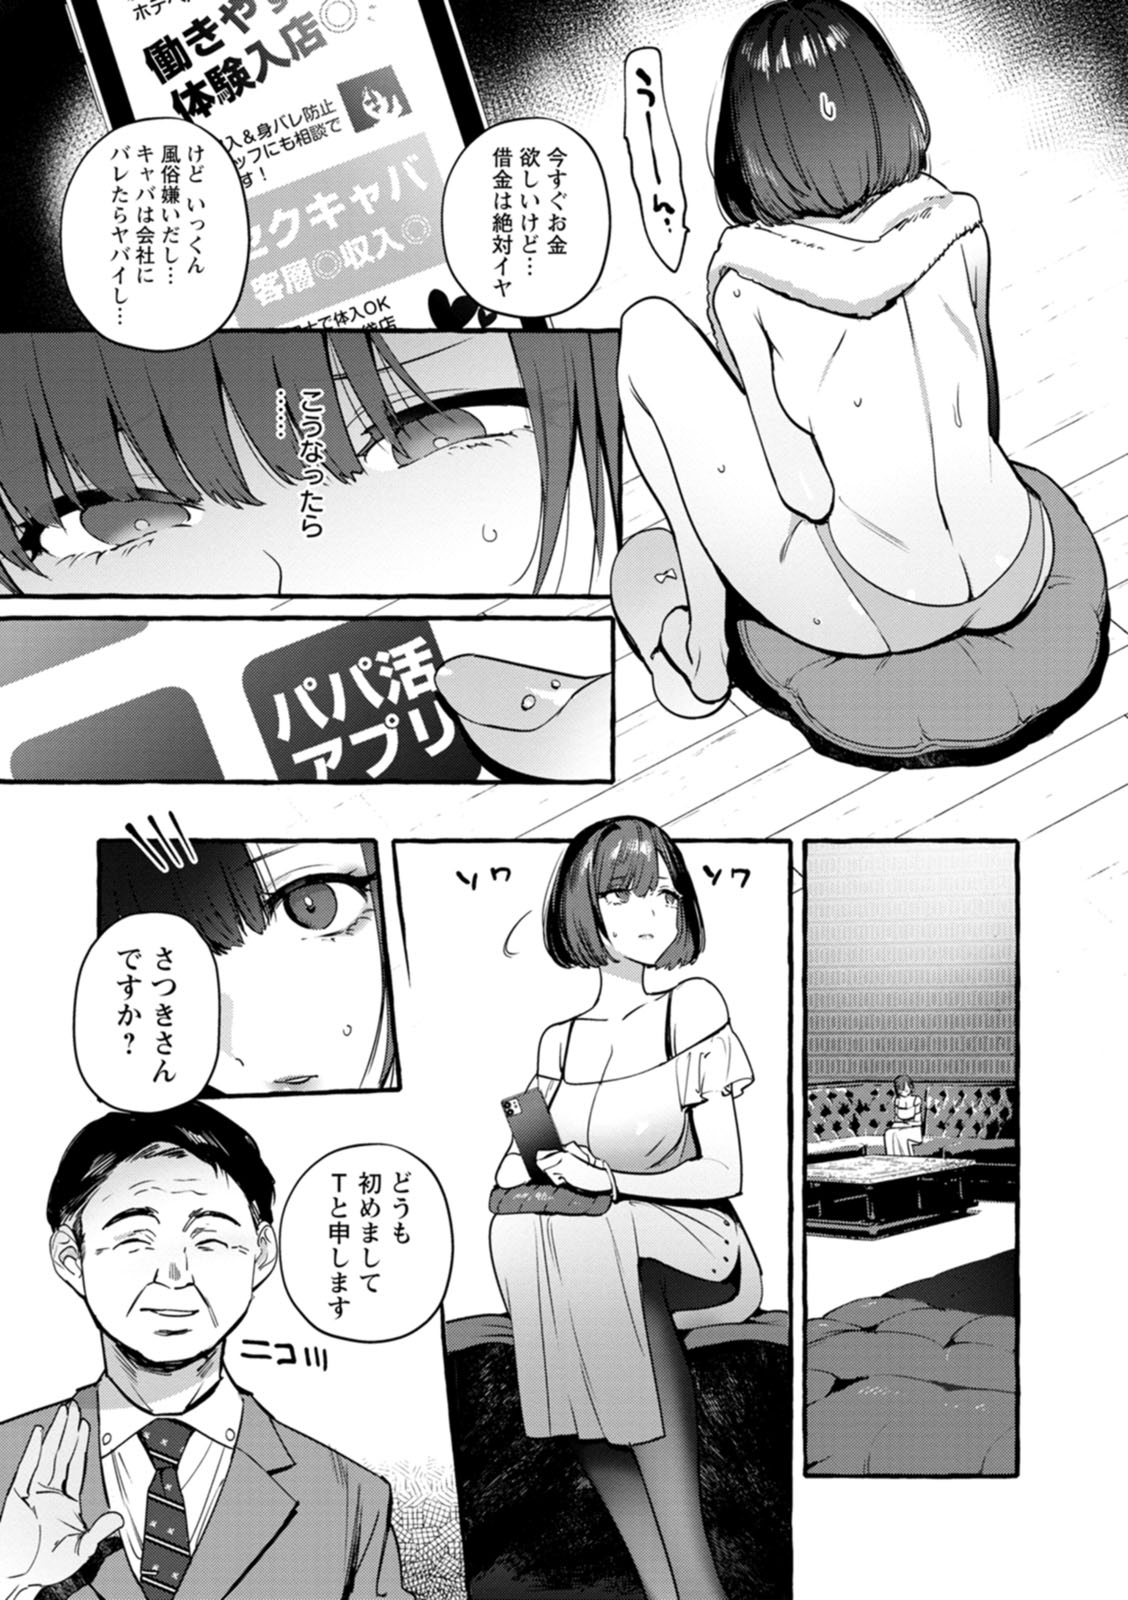 うーーん…
今すぐお金
欲しいけど…
借金は絶対イヤ
働きやす
体験入店◎
入&身バレ防止
ッフにも相談で
す!
セクキャバ
客層◎収入◎
で体入OK
袋店
けど いっくん
風俗嫌いだし…
キャバは会社に
バレたらヤバイし…
こうなったら
……
パパ活
アプリ
ソワ
ソワ
さつきさん
ですか?
どうも
初めまして
Tと申します
ニコ